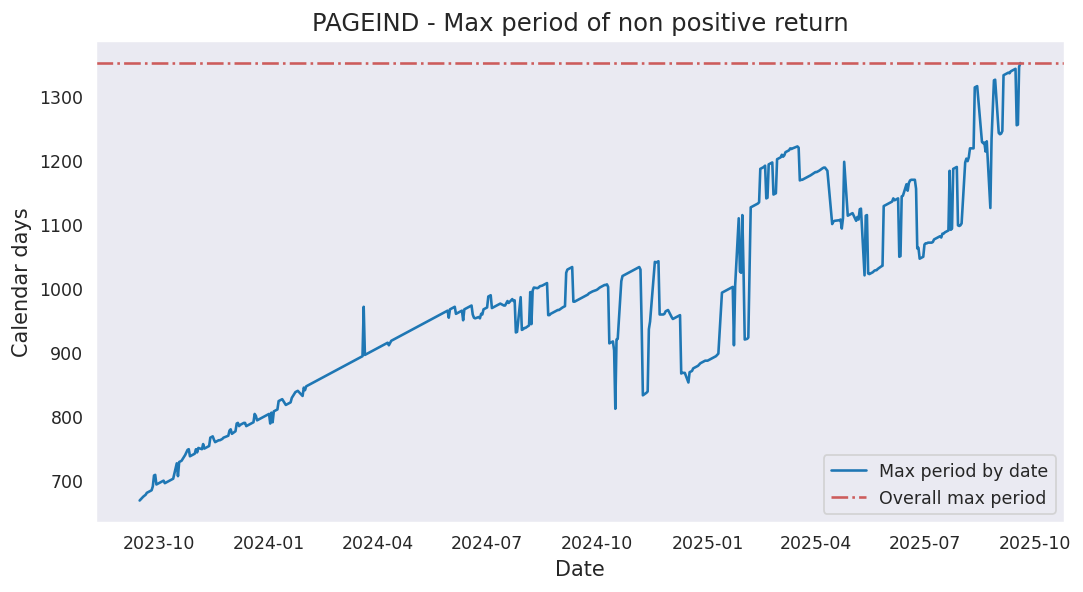 PAGEIND - Max period of non positive return
Calendar days
1300
1200
1100
1000
900
800
700
2023-10 2024-01 2024-04 2024-07 2024-10 2025-01 2025-04 2025-07 2025-10
Date
Max period by date
Overall max period